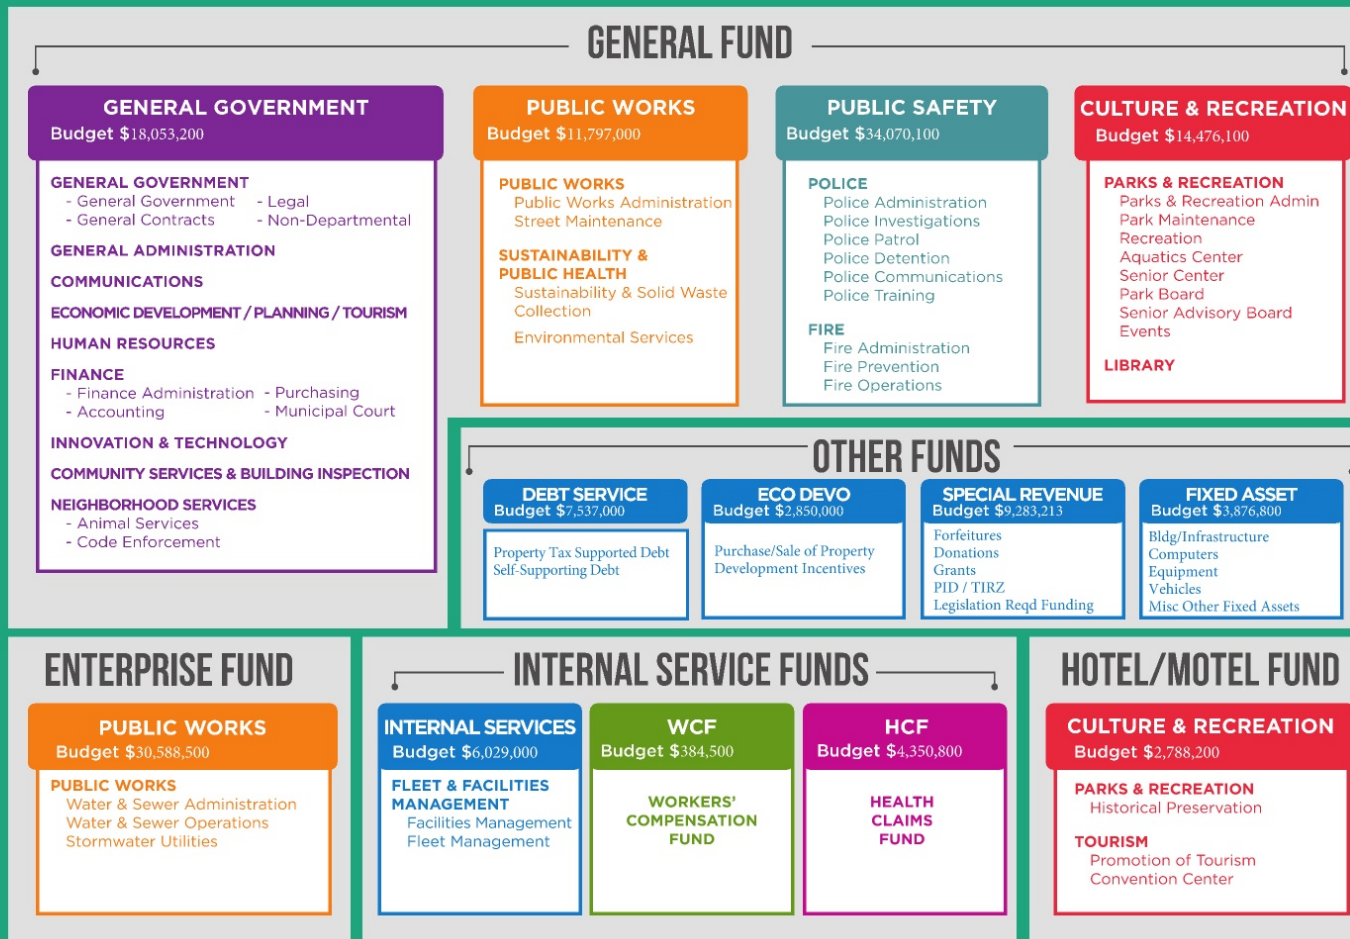 GENERAL FUND
GENERAL GOVERNMENT
Budget $18,053,200
GENERAL GOVERNMENT
- General Government - Legal
- General Contracts - Non-Departmental
GENERAL ADMINISTRATION
COMMUNICATIONS
ECONOMIC DEVELOPMENT / PLANNING / TOURISM
HUMAN RESOURCES
FINANCE
- Finance Administration - Purchasing
- Accounting - Municipal Court
INNOVATION & TECHNOLOGY
COMMUNITY SERVICES & BUILDING INSPECTION
NEIGHBORHOOD SERVICES
- Animal Services
- Code Enforcement
PUBLIC WORKS
Budget $11,797,000
PUBLIC WORKS
Public Works Administration
Street Maintenance
SUSTAINABILITY &
PUBLIC HEALTH
Sustainability & Solid Waste
Collection
Environmental Services
PUBLIC SAFETY
Budget $34,070,100
POLICE
Police Administration
Police Investigations
Police Patrol
Police Detention
Police Communications
Police Training
FIRE
Fire Administration
Fire Prevention
Fire Operations
CULTURE & RECREATION
Budget $14,476,100
PARKS & RECREATION
Parks & Recreation Admin
Park Maintenance
Recreation
Aquatics Center
Senior Center
Park Board
Senior Advisory Board
Events
LIBRARY
OTHER FUNDS
DEBT SERVICE
Budget $7,537,000
Property Tax Supported Debt
Self-Supporting Debt
ECO DEVO
Budget $2,850,000
Purchase/Sale of Property
Development Incentives
SPECIAL REVENUE
Budget $9,283,213
Forfeitures
Donations
Grants
PID / TIRZ
Legislation Reqd Funding
FIXED ASSET
Budget $3,876,800
Bldg/Infrastructure
Computers
Equipment
Vehicles
Misc Other Fixed Assets
ENTERPRISE FUND
PUBLIC WORKS
Budget $30,588,500
PUBLIC WORKS
Water & Sewer Administration
Water & Sewer Operations
Stormwater Utilities
INTERNAL SERVICE FUNDS
INTERNAL SERVICES
Budget $6,029,000
FLEET & FACILITIES
MANAGEMENT
Facilities Management
Fleet Management
WCF
Budget $384,500
WORKERS'
COMPENSATION
FUND
HCF
Budget $4,350,800
HEALTH
CLAIMS
FUND
HOTEL/MOTEL FUND
CULTURE & RECREATION
Budget $2,788,200
PARKS & RECREATION
Historical Preservation
TOURISM
Promotion of Tourism
Convention Center